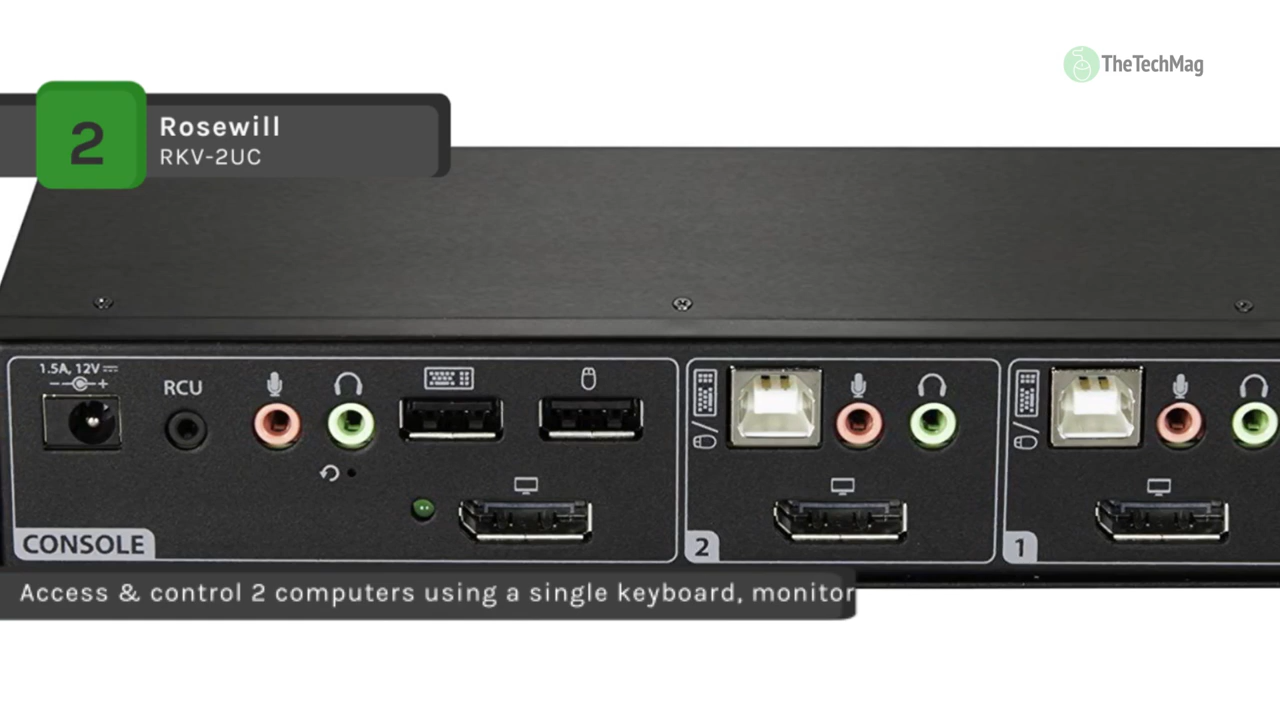 TheTechMag
2
Rosewill
RKV-2UC
1.5A, 12V
RCU
CONSOLE
2
1
Access & control 2 computers using a single keyboard, monitor